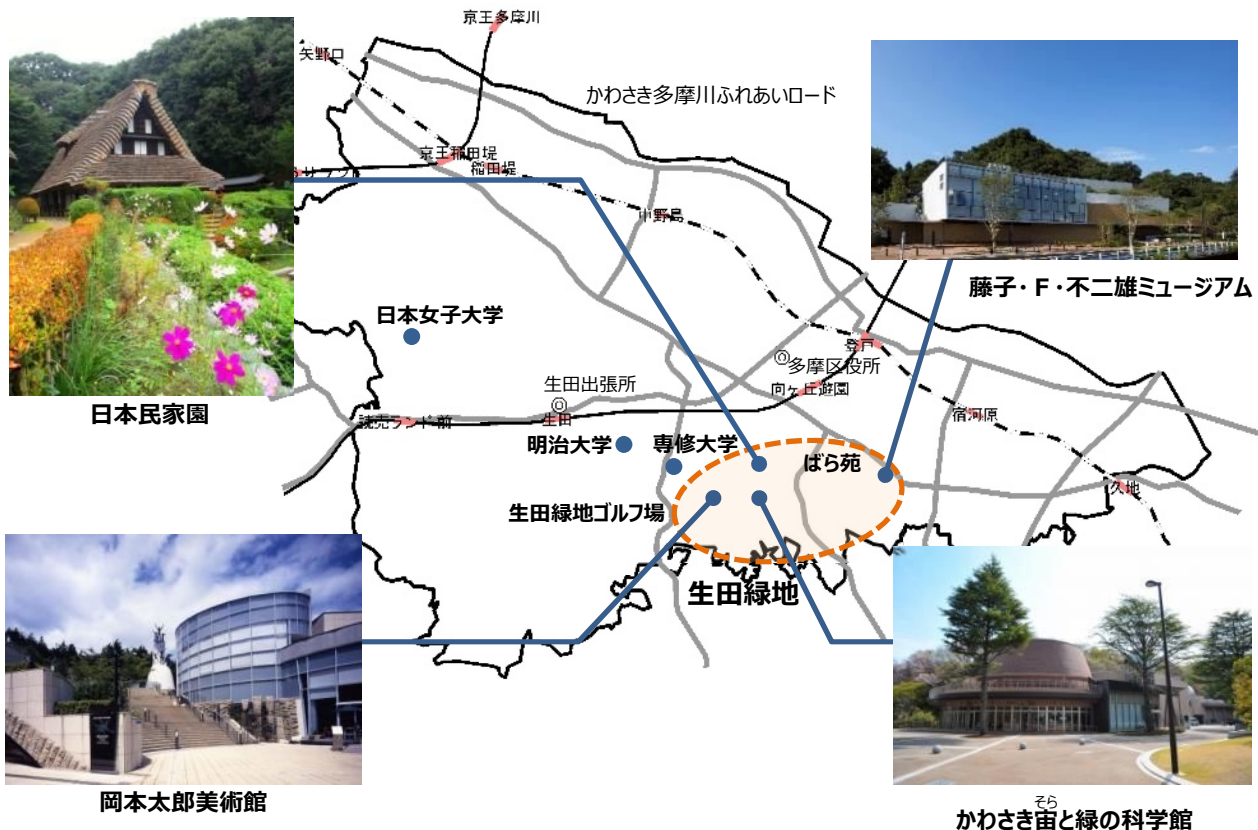 京王多摩川
矢野口
かわさき多摩川ふれあいロード
京王稲田堤
稲田堤
中野島
藤子・F・不二雄ミュージアム
日本女子大学
登戸
多摩区役所
向ヶ丘遊園
生田出張所
日本民家園
読売ランド前
生田
宿河原
明治大学
専修大学
ばら苑
久地
生田緑地ゴルフ場
生田緑地
岡本太郎美術館
そら
かわさき宙と緑の科学館